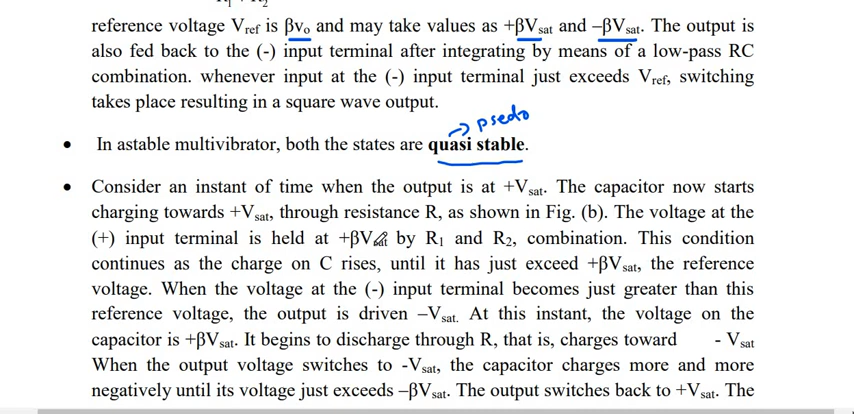 reference voltage Vref is βvo and may take values as +βVsat and –βVsat. The output is
also fed back to the (-) input terminal after integrating by means of a low-pass RC
combination. whenever input at the (-) input terminal just exceeds Vref, switching
takes place resulting in a square wave output.
→ psedo
• In astable multivibrator, both the states are quasi stable.
• Consider an instant of time when the output is at +Vsat. The capacitor now starts
charging towards +Vsat, through resistance R, as shown in Fig. (b). The voltage at the
(+) input terminal is held at +βVsat by R1 and R2, combination. This condition
continues as the charge on C rises, until it has just exceed +βVsat, the reference
voltage. When the voltage at the (-) input terminal becomes just greater than this
reference voltage, the output is driven –Vsat. At this instant, the voltage on the
capacitor is +βVsat. It begins to discharge through R, that is, charges toward - Vsat
When the output voltage switches to -Vsat, the capacitor charges more and more
negatively until its voltage just exceeds –βVsat. The output switches back to +Vsat. The